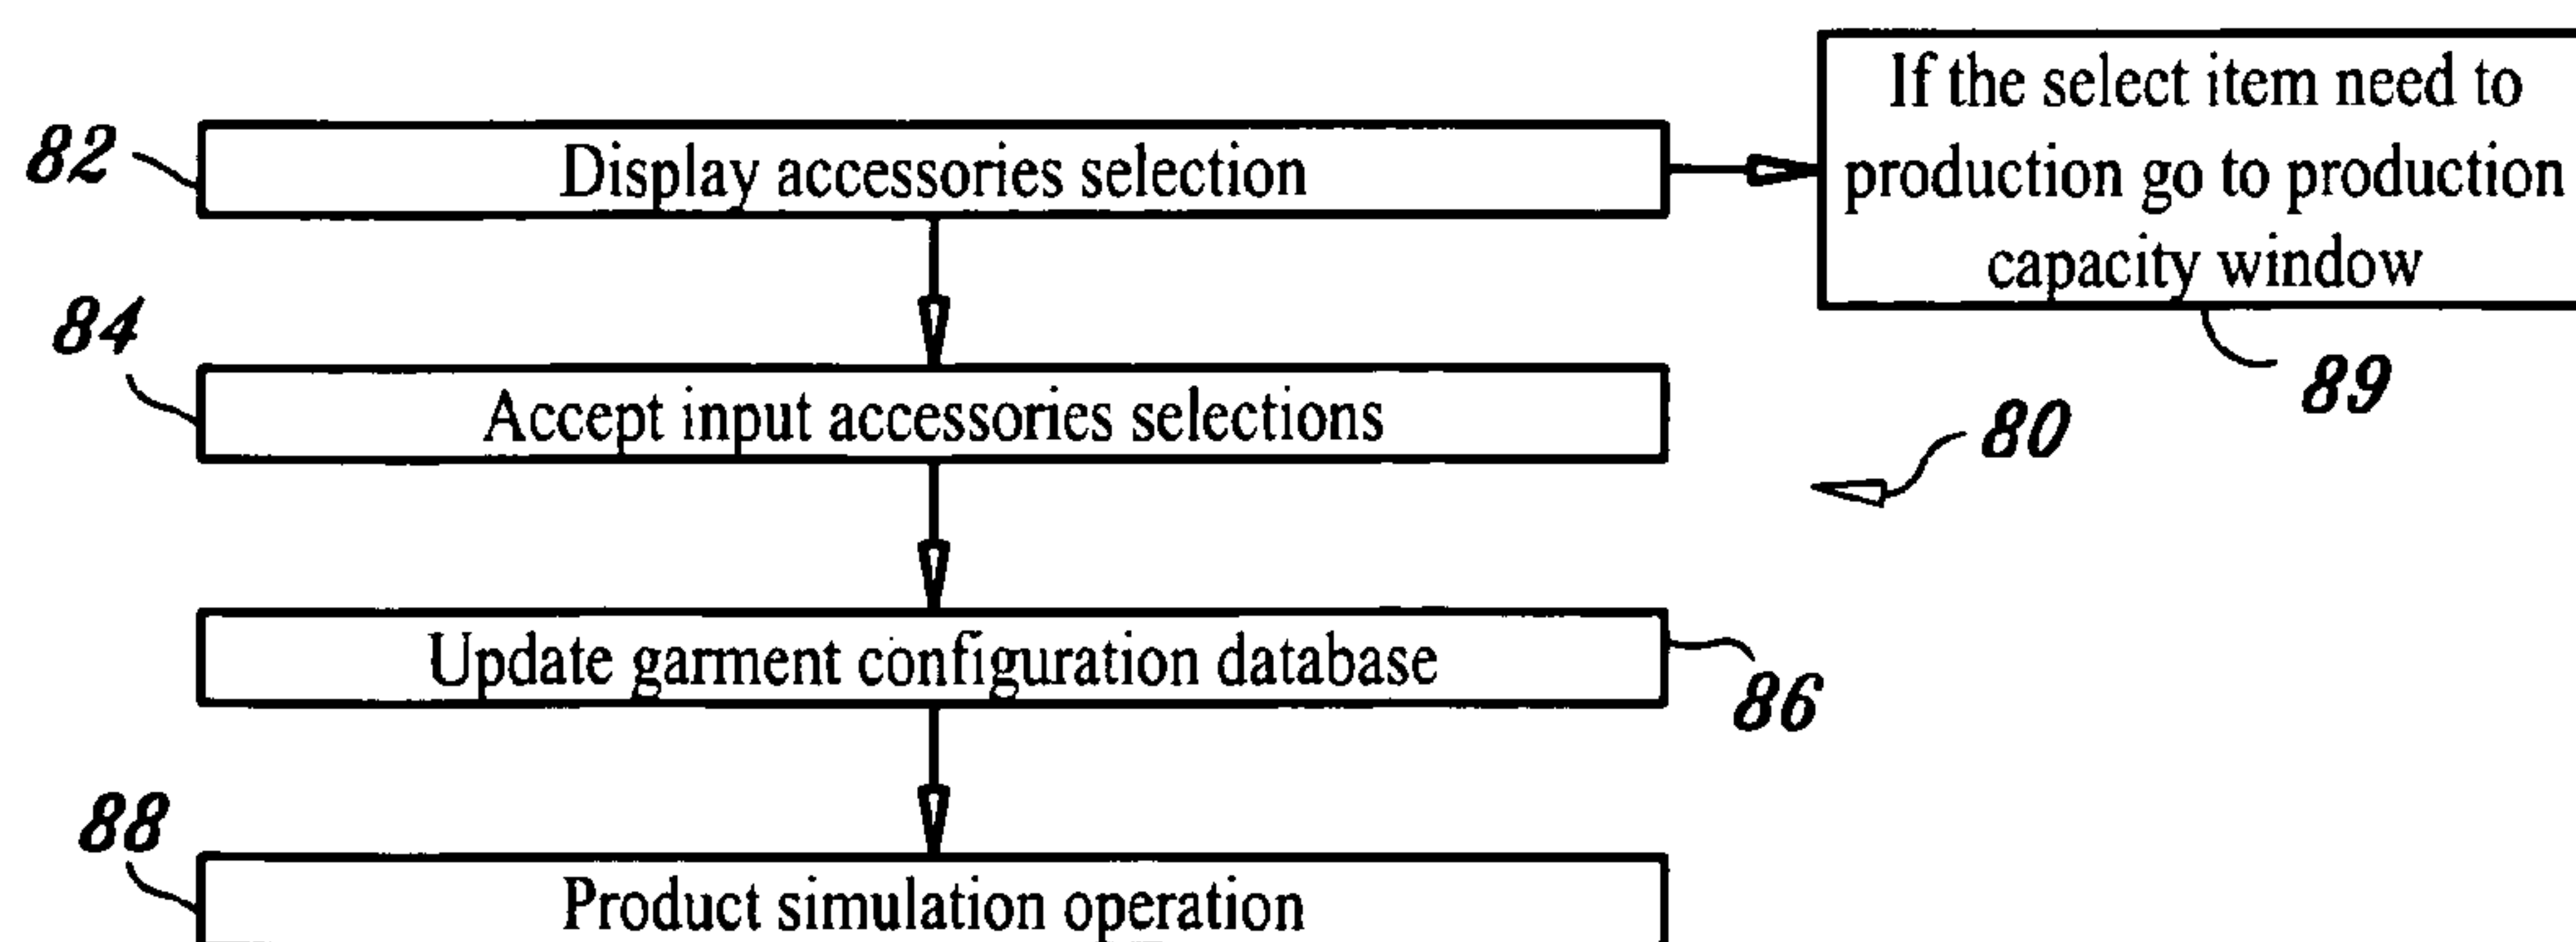 82
Display accessories selection
If the select item need to
production go to production
capacity window
89
84
Accept input accessories selections
80
Update garment configuration database
86
88
Product simulation operation